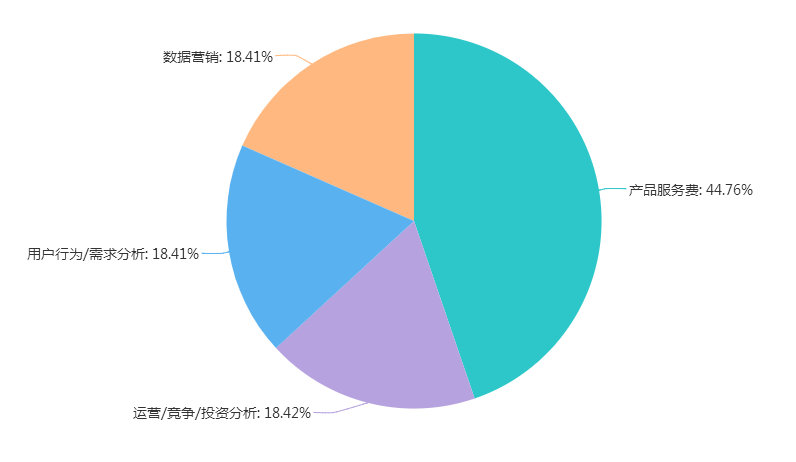 数据营销: 18.41%
产品服务费: 44.76%
用户行为/需求分析: 18.41%
运营/竞争/投资分析: 18.42%